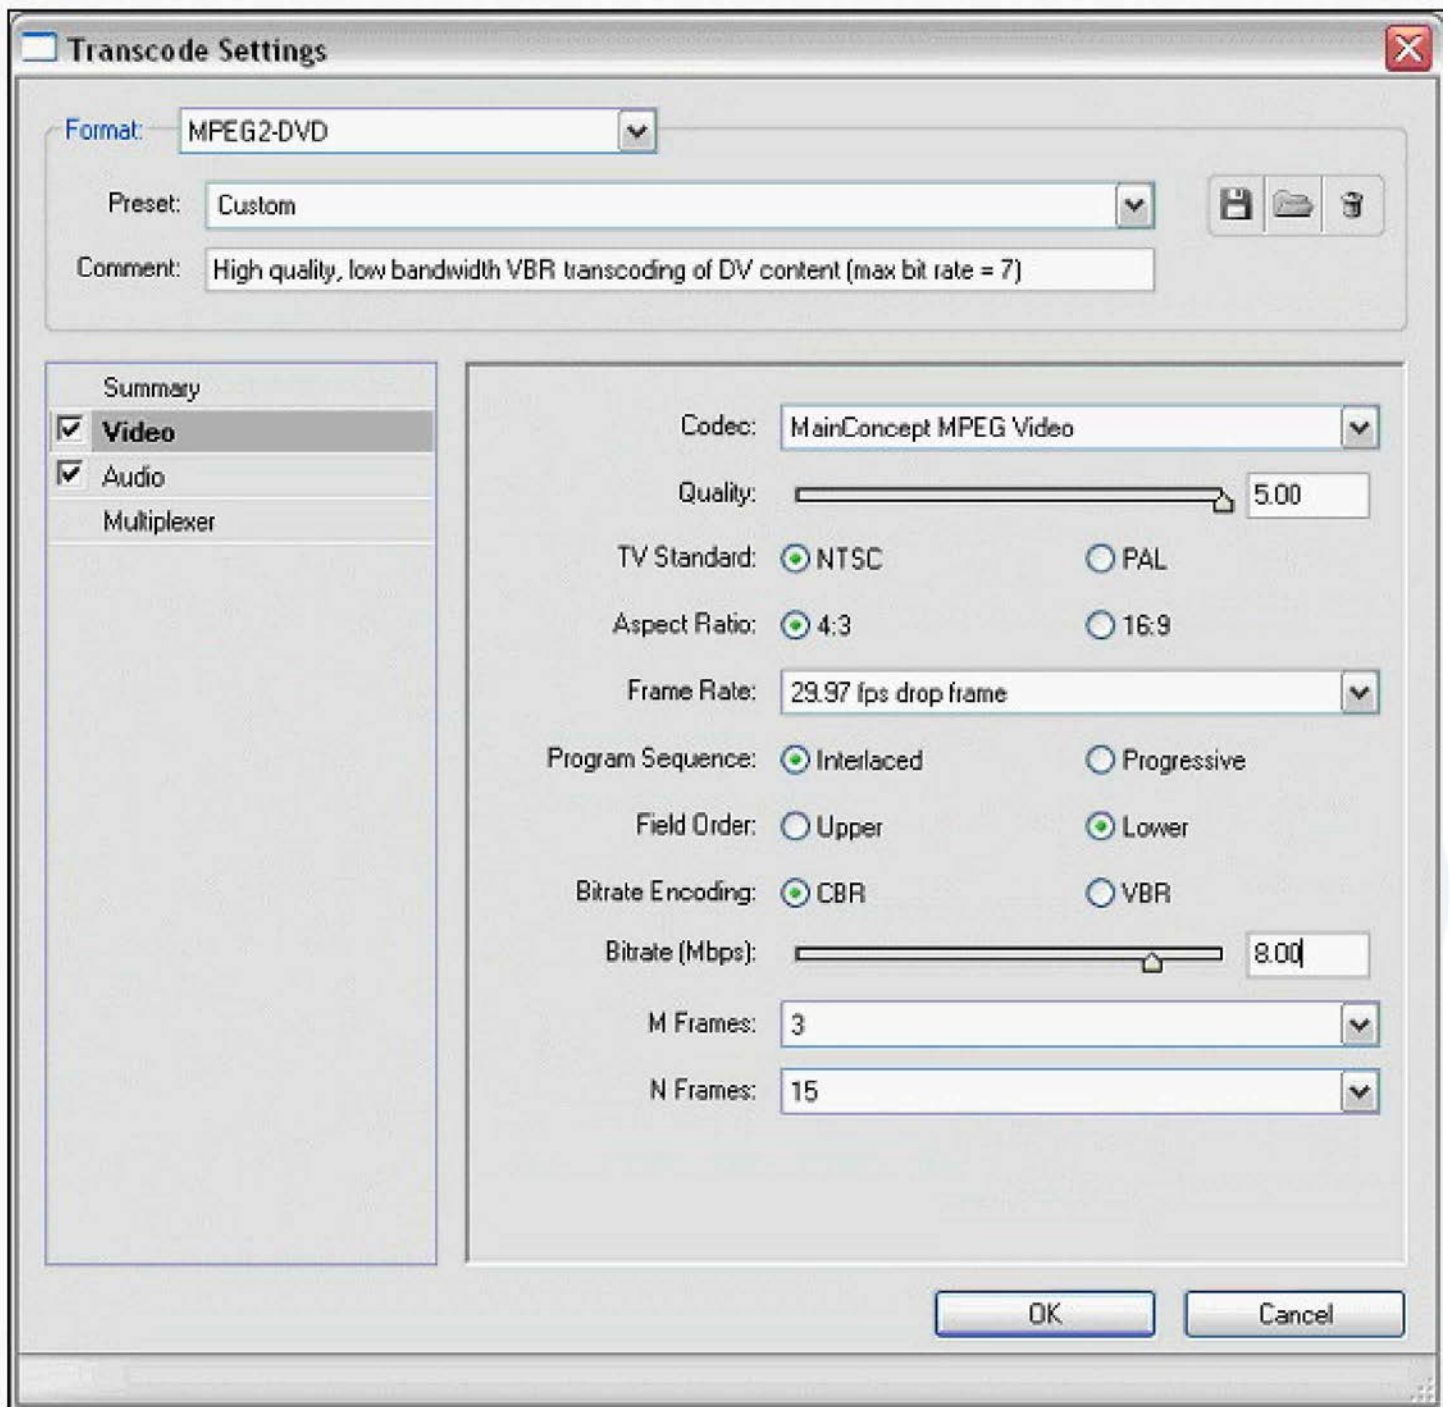 Transcode Settings
Format: MPEG2-DVD
Preset: Custom
Comment: High quality, low bandwidth VBR transcoding of DV content (max bit rate = 7)
Summary
Video
Audio
Multiplexer
Codec: MainConcept MPEG Video
Quality: 5.00
TV Standard: NTSC PAL
Aspect Ratio: 4:3 16:9
Frame Rate: 29.97 fps drop frame
Program Sequence: Interlaced Progressive
Field Order: Upper Lower
Bitrate Encoding: CBR VBR
Bitrate (Mbps): 8.00
M Frames: 3
N Frames: 15
OK Cancel